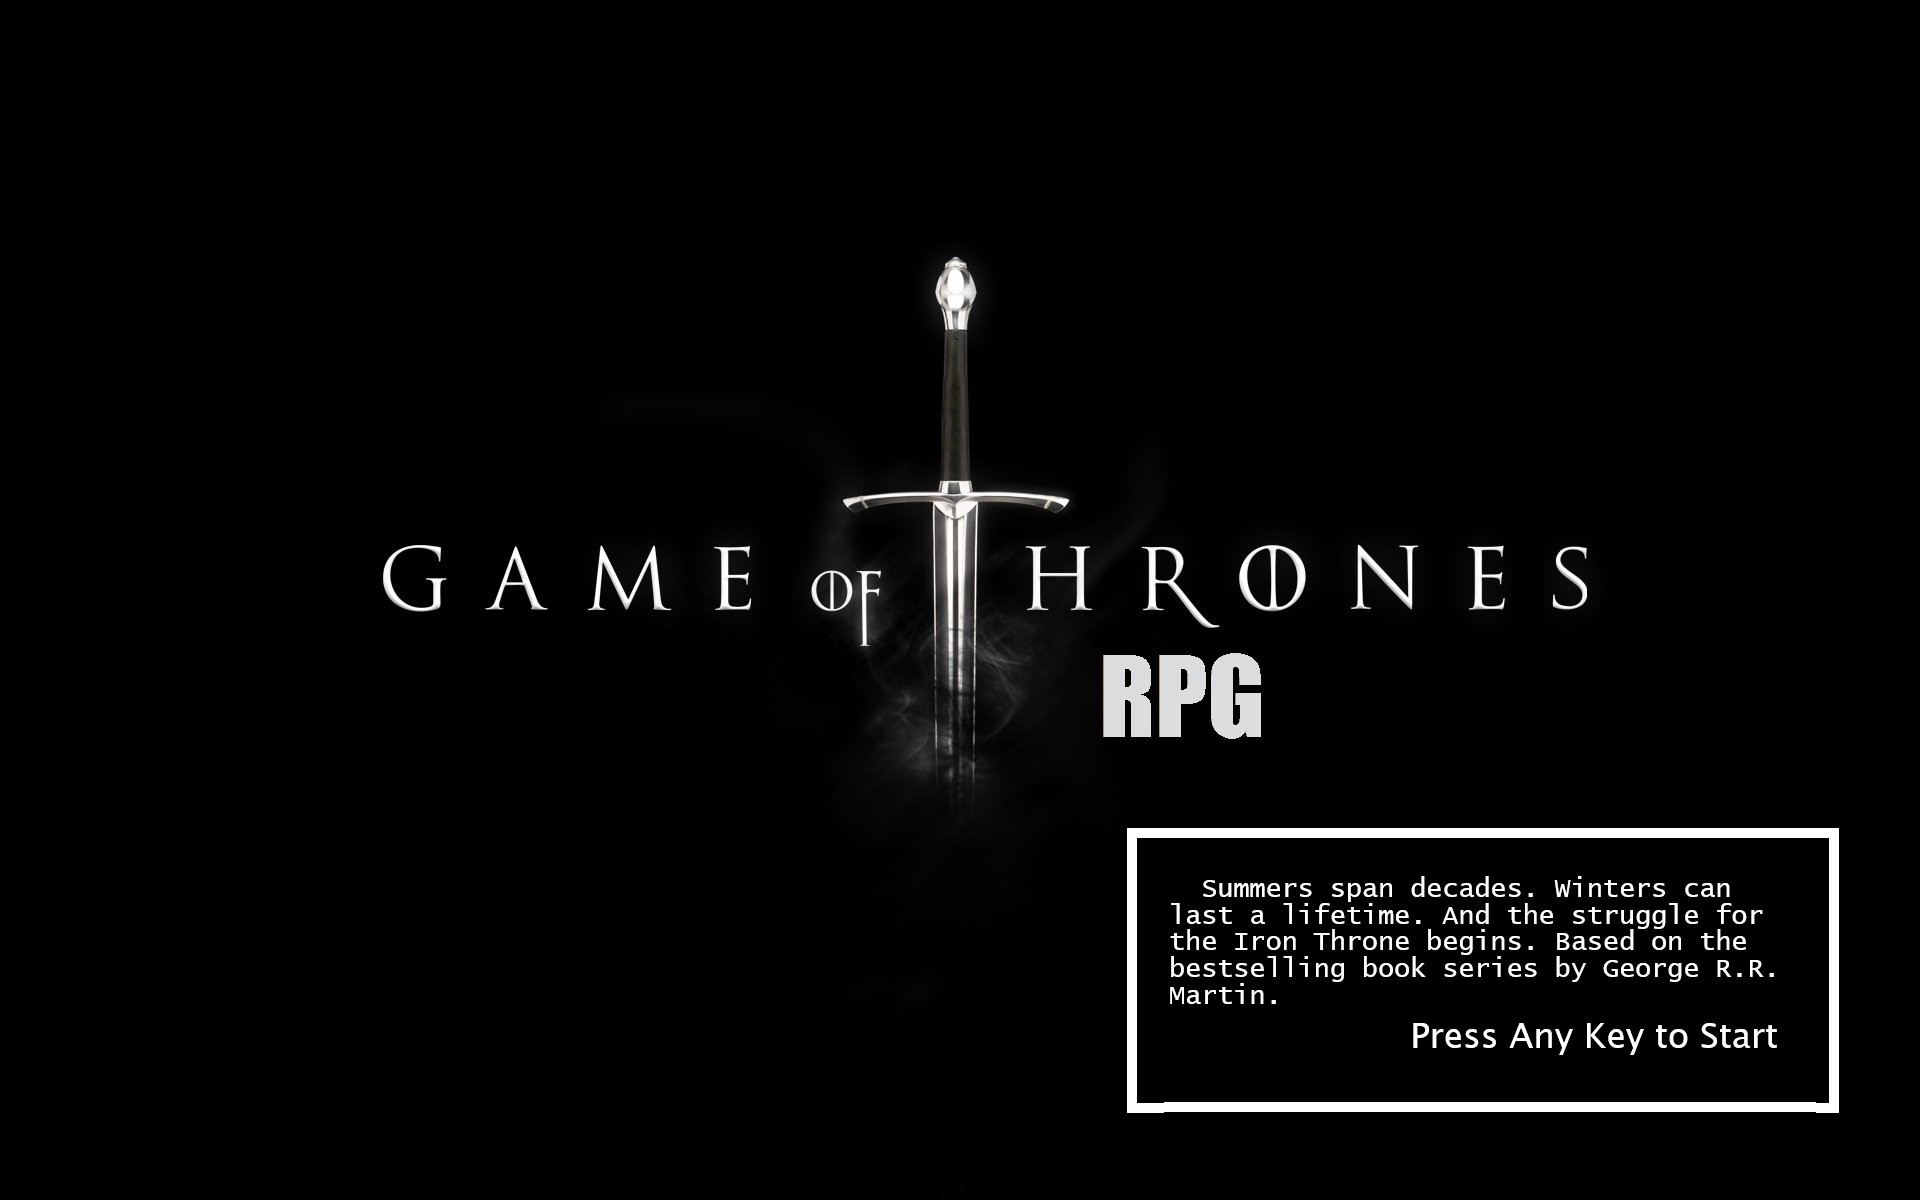 GAME OF THRONES
RPG
Summers span decades. Winters can
last a lifetime. And the struggle for
the Iron Throne begins. Based on the
bestselling book series by George R.R.
Martin.
Press Any Key to Start